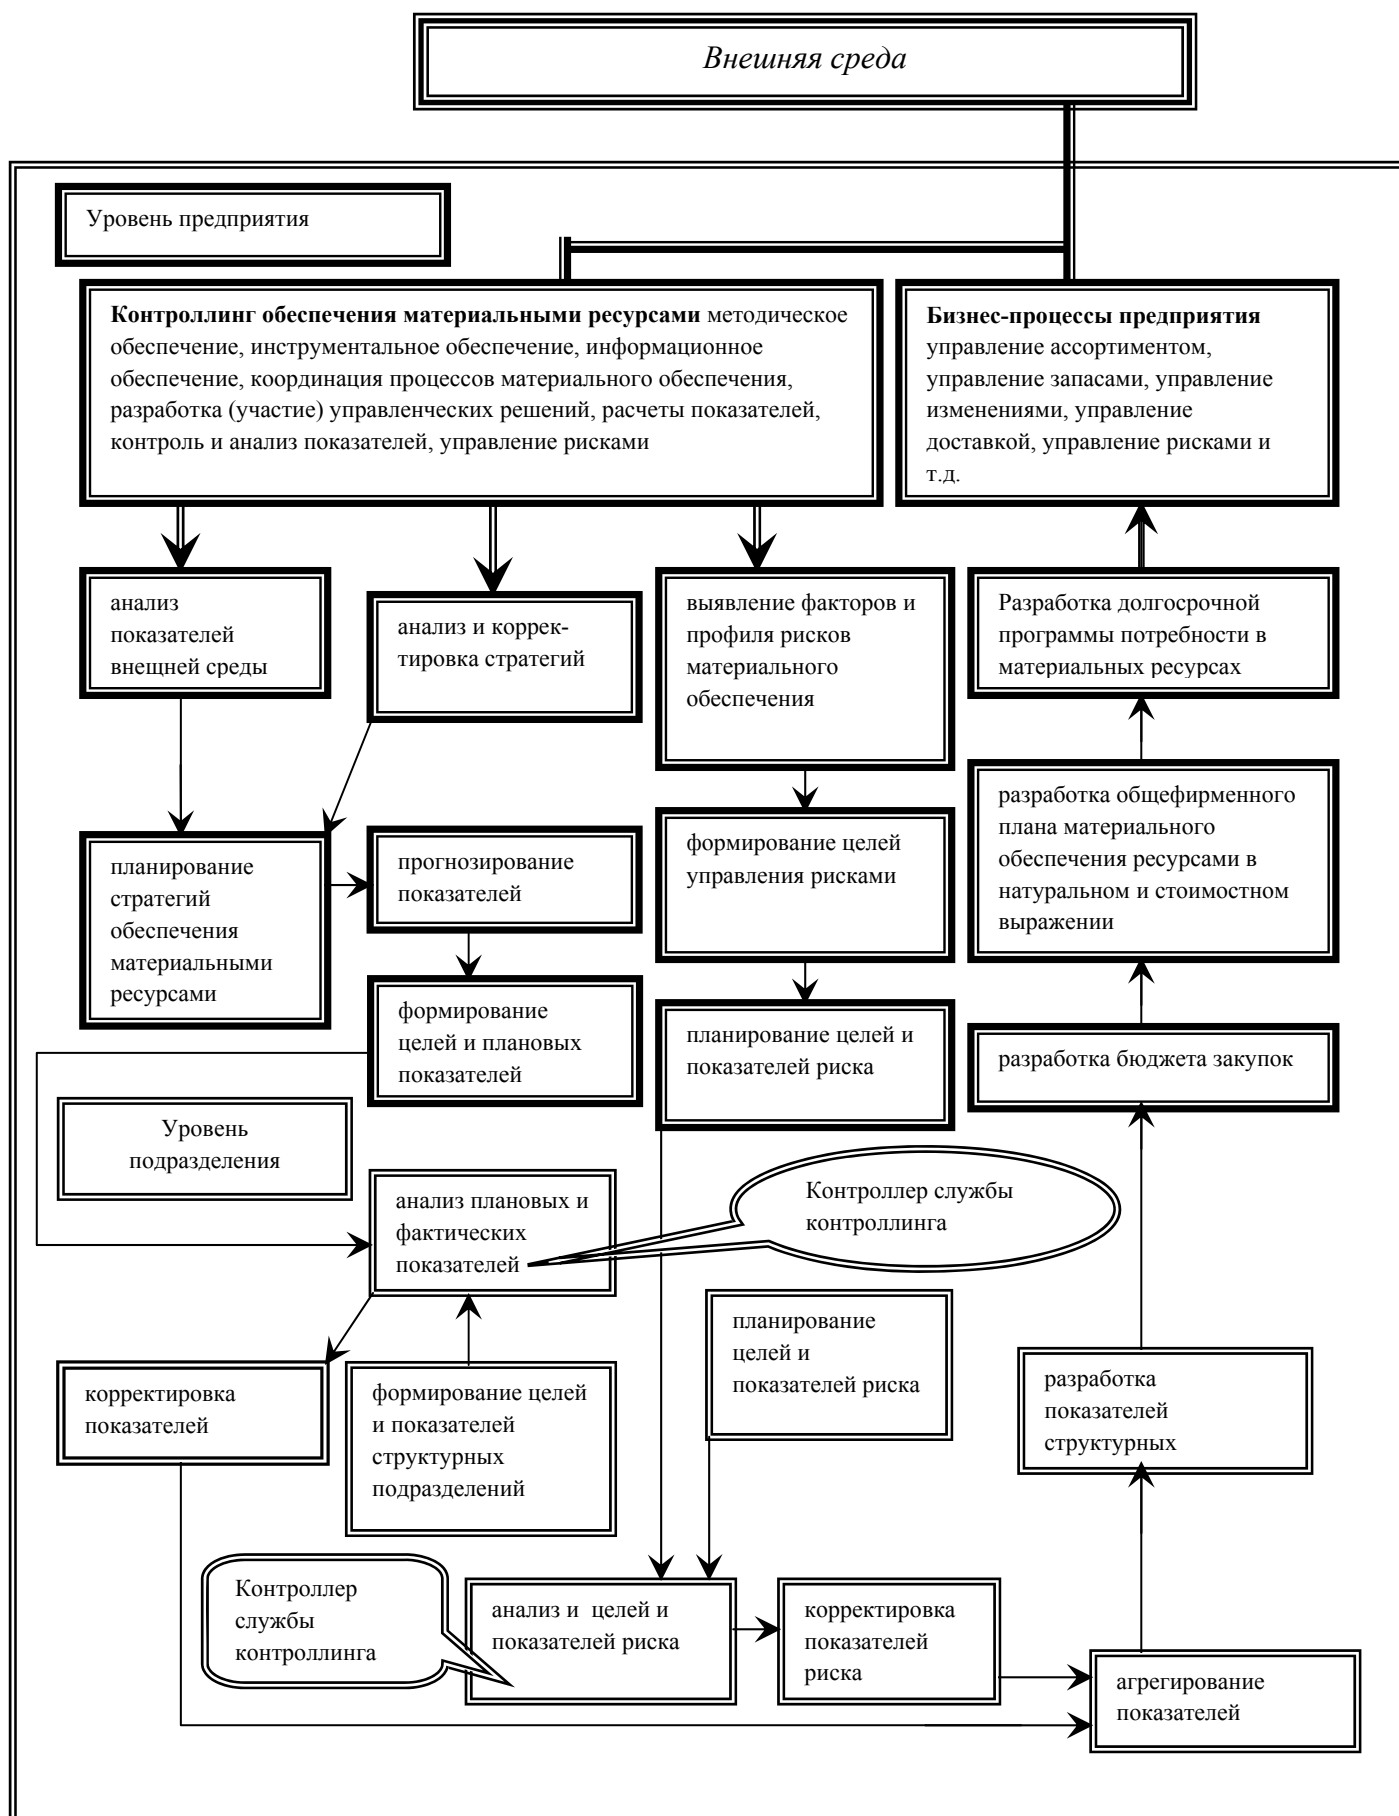 Внешняя среда
Уровень предприятия
Контроллинг обеспечения материальными ресурсами методическое
обеспечение, инструментальное обеспечение, информационное
обеспечение, координация процессов материального обеспечения,
разработка (участие) управленческих решений, расчеты показателей,
контроль и анализ показателей, управление рисками
Бизнес-процессы предприятия
управление ассортиментом,
управление запасами, управление
изменениями, управление
доставкой, управление рисками и
т.д.
анализ
показателей
внещней среды
анализ и коррек-
тировка стратегий
выявление факторов и
профиля рисков
материального
обеспечения
Разработка долгосрочной
программы потребности в
материальных ресурсах
планирование
стратегий
обеспечения
материальными
ресурсами
прогнозирование
показателей
формирование целей
управления рисками
разработка общефирменного
плана материального
обеспечения ресурсами в
натуральном и стоимостном
выражении
формирование
целей и плановых
показателей
планирование целей и
показателей риска
разработка бюджета закупок
Уровень
подразделения
анализ плановых и
фактических
показателей
Контроллер службы
контроллинга
планирование
целей и
показателей риска
корректировка
показателей
формирование целей
и показателей
структурных
подразделений
разработка
показателей
структурных
Контроллер
службы
контроллинга
анализ и  целей и
показателей риска
корректировка
показателей
риска
агрегирование
показателей